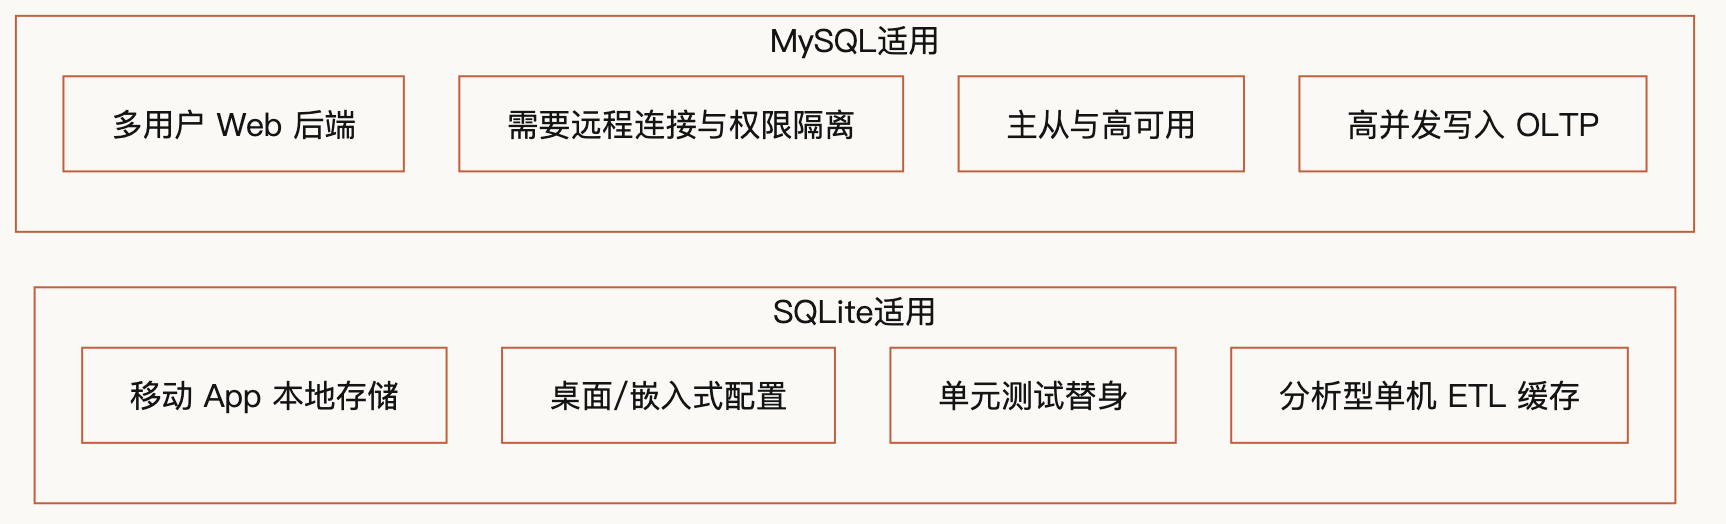 MySQL适用
多用户 Web 后端
需要远程连接与权限隔离
主从与高可用
高并发写入 OLTP
SQLite适用
移动 App 本地存储
桌面/嵌入式配置
单元测试替身
分析型单机 ETL 缓存